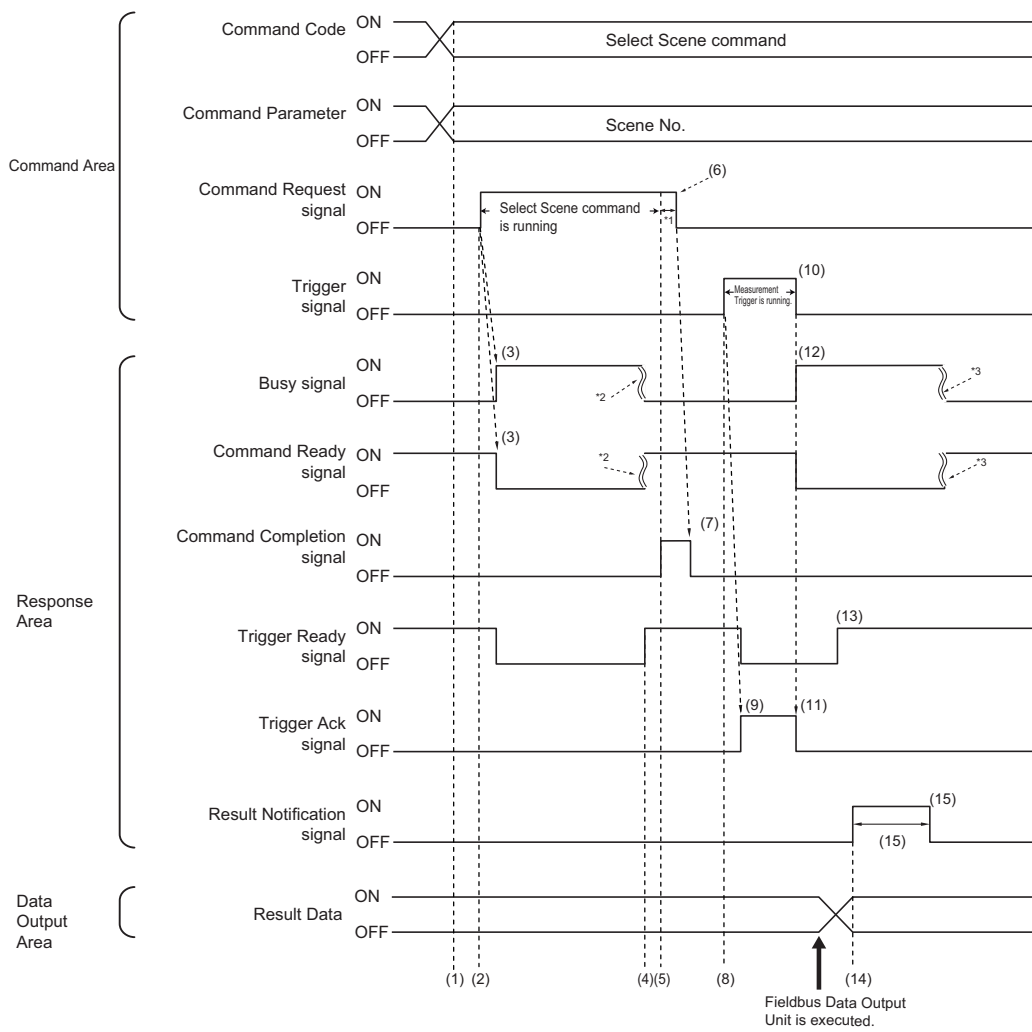 Command Area
Command Code
ON
OFF
Select Scene command
Command Parameter
ON
OFF
Scene No.
Command Request
signal
ON
OFF
Select Scene command
is running
*1
(6)
Trigger
signal
ON
OFF
Measurement
Trigger is running.
(10)
Response
Area
Busy signal
ON
OFF
(3)
*2
(12)
*3
Command Ready
signal
ON
OFF
(3)
*2
*3
Command Completion
signal
ON
OFF
(7)
Trigger Ready
signal
ON
OFF
(13)
Trigger Ack
signal
ON
OFF
(9)
(11)
Result Notification
signal
ON
OFF
(15)
(15)
Data
Output
Area
Result Data
ON
OFF
(1) (2) (4) (5) (8) (14)
Fieldbus Data Output
Unit is executed.